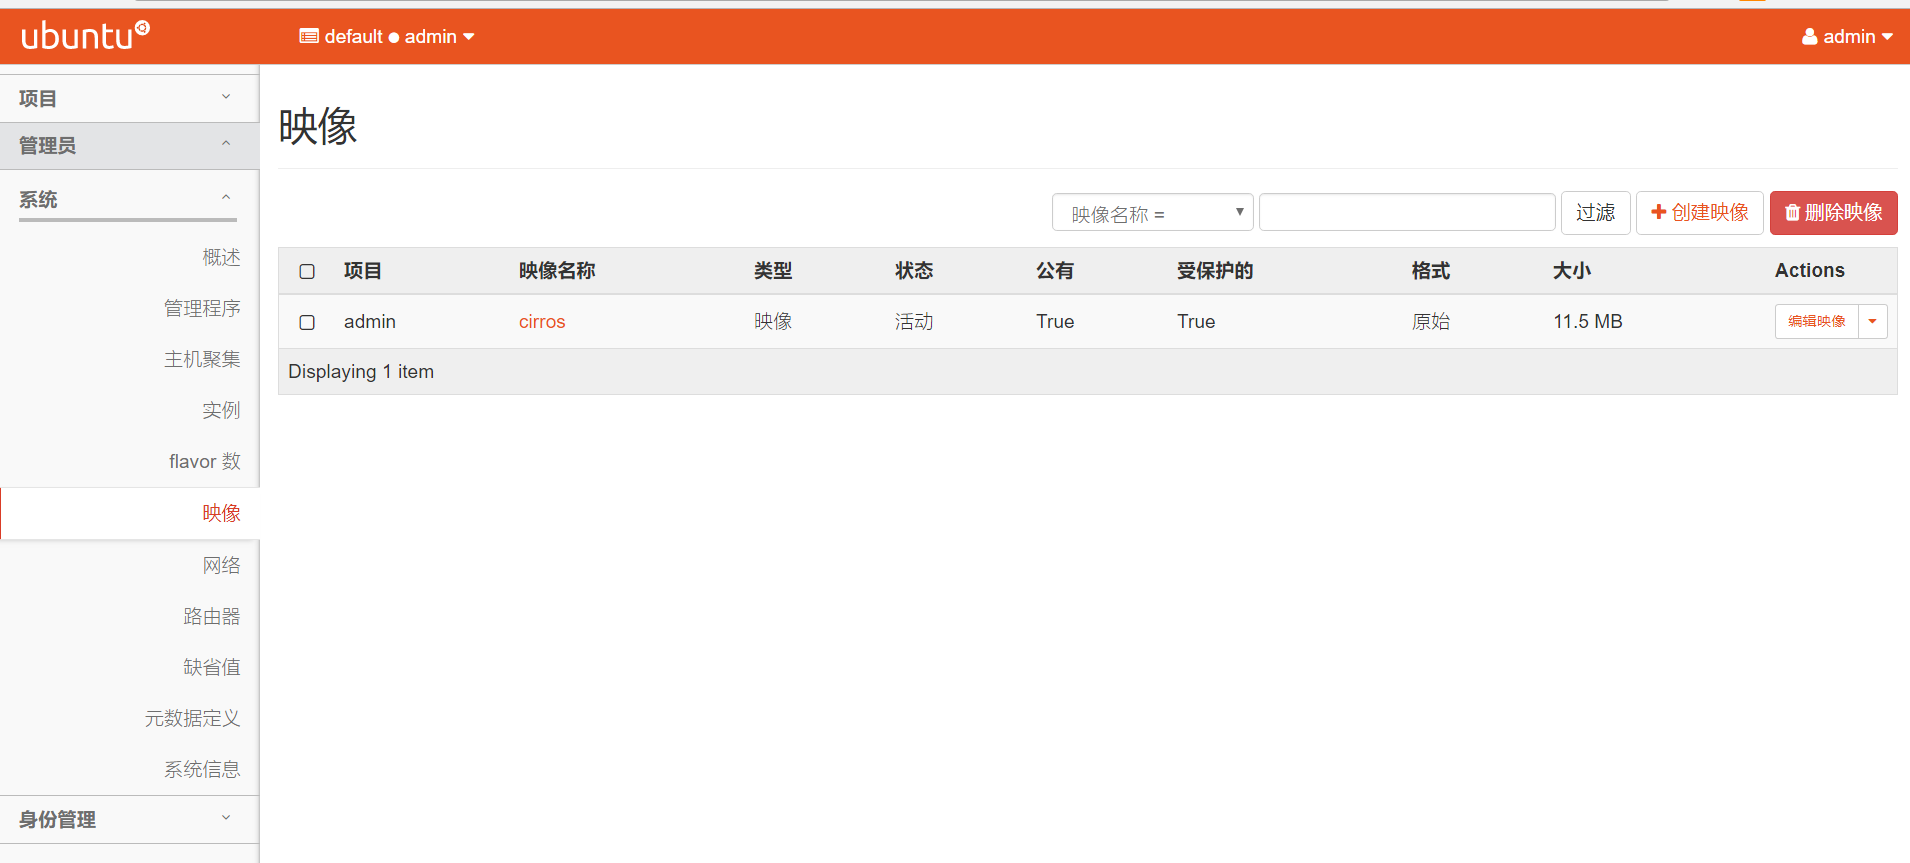 ubuntu
default ● admin
admin
项目
管理员
系统
概述
管理程序
主机聚集
实例
flavor 数
映像
网络
路由器
缺省值
元数据定义
系统信息
身份管理
映像
映像名称 =
过滤
创建映像
删除映像
项目 映像名称 类型 状态 公有 受保护的 格式 大小 Actions
admin cirros 映像 活动 True True 原始 11.5 MB 编辑映像
Displaying 1 item